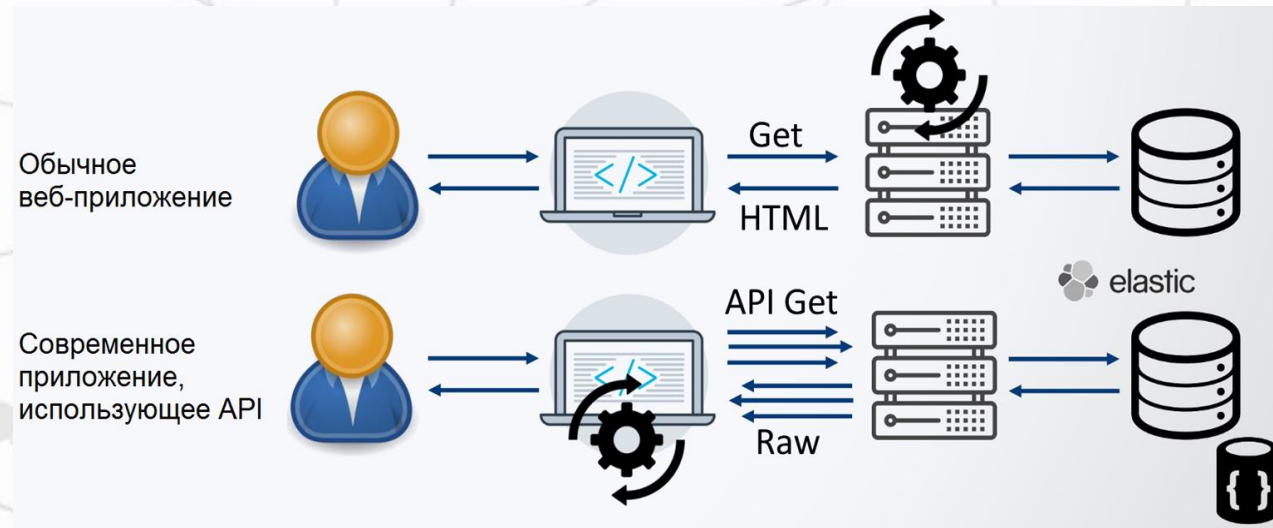 Обычное
веб-приложение
</>
Get
HTML
elastic
Современное
приложение,
использующее API
</>
API Get
Raw
{ }